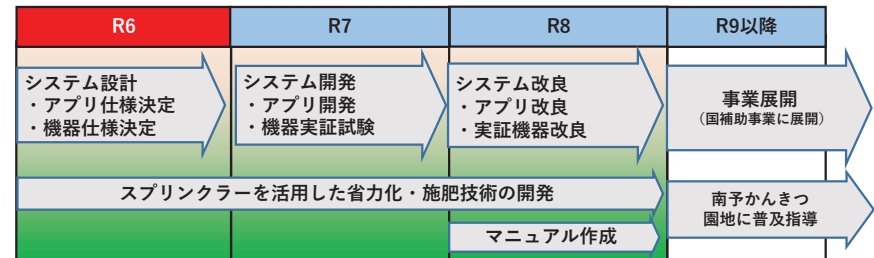 R6
R7
R8
R9以降
システム設計
・アプリ仕様決定
・機器仕様決定
システム開発
・アプリ開発
・機器実証試験
システム改良
・アプリ改良
・実証機器改良
事業展開
（国補助事業に展開）
スプリンクラーを活用した省力化・施肥技術の開発
南予かんきつ
園地に普及指導
マニュアル作成